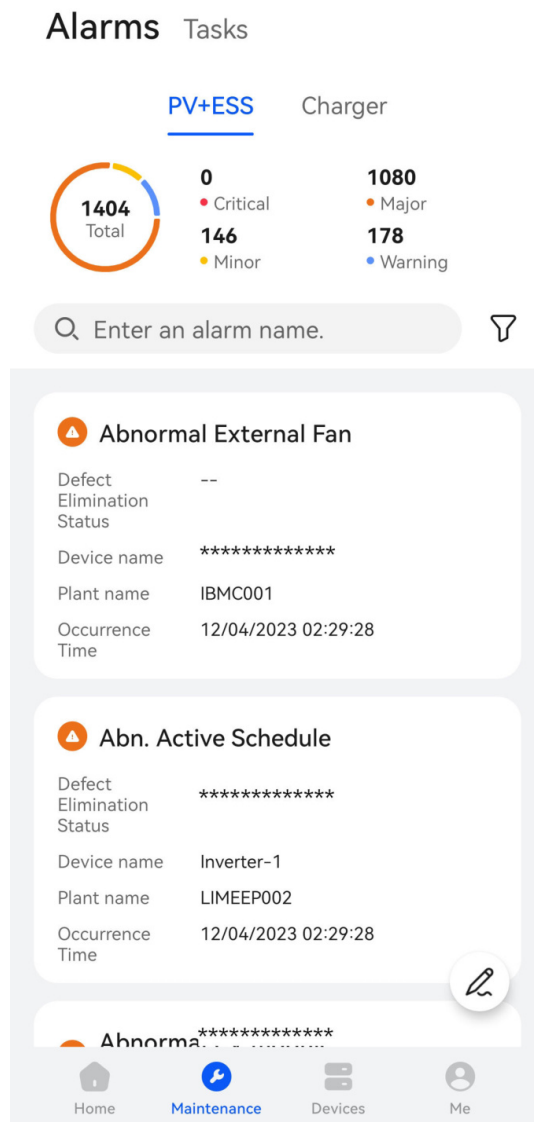 Alarms Tasks
PV+ESS Charger
1404
Total
0
Critical
1080
Major
146
Minor
178
Warning
Enter an alarm name.
Abnormal External Fan
Defect
Elimination
Status
--
Device name *************
Plant name IBMC001
Occurrence
Time
12/04/2023 02:29:28
Abn. Active Schedule
Defect
Elimination
Status
*************
Device name Inverter-1
Plant name LIMEEP002
Occurrence
Time
12/04/2023 02:29:28
*************
Home Maintenance Devices Me